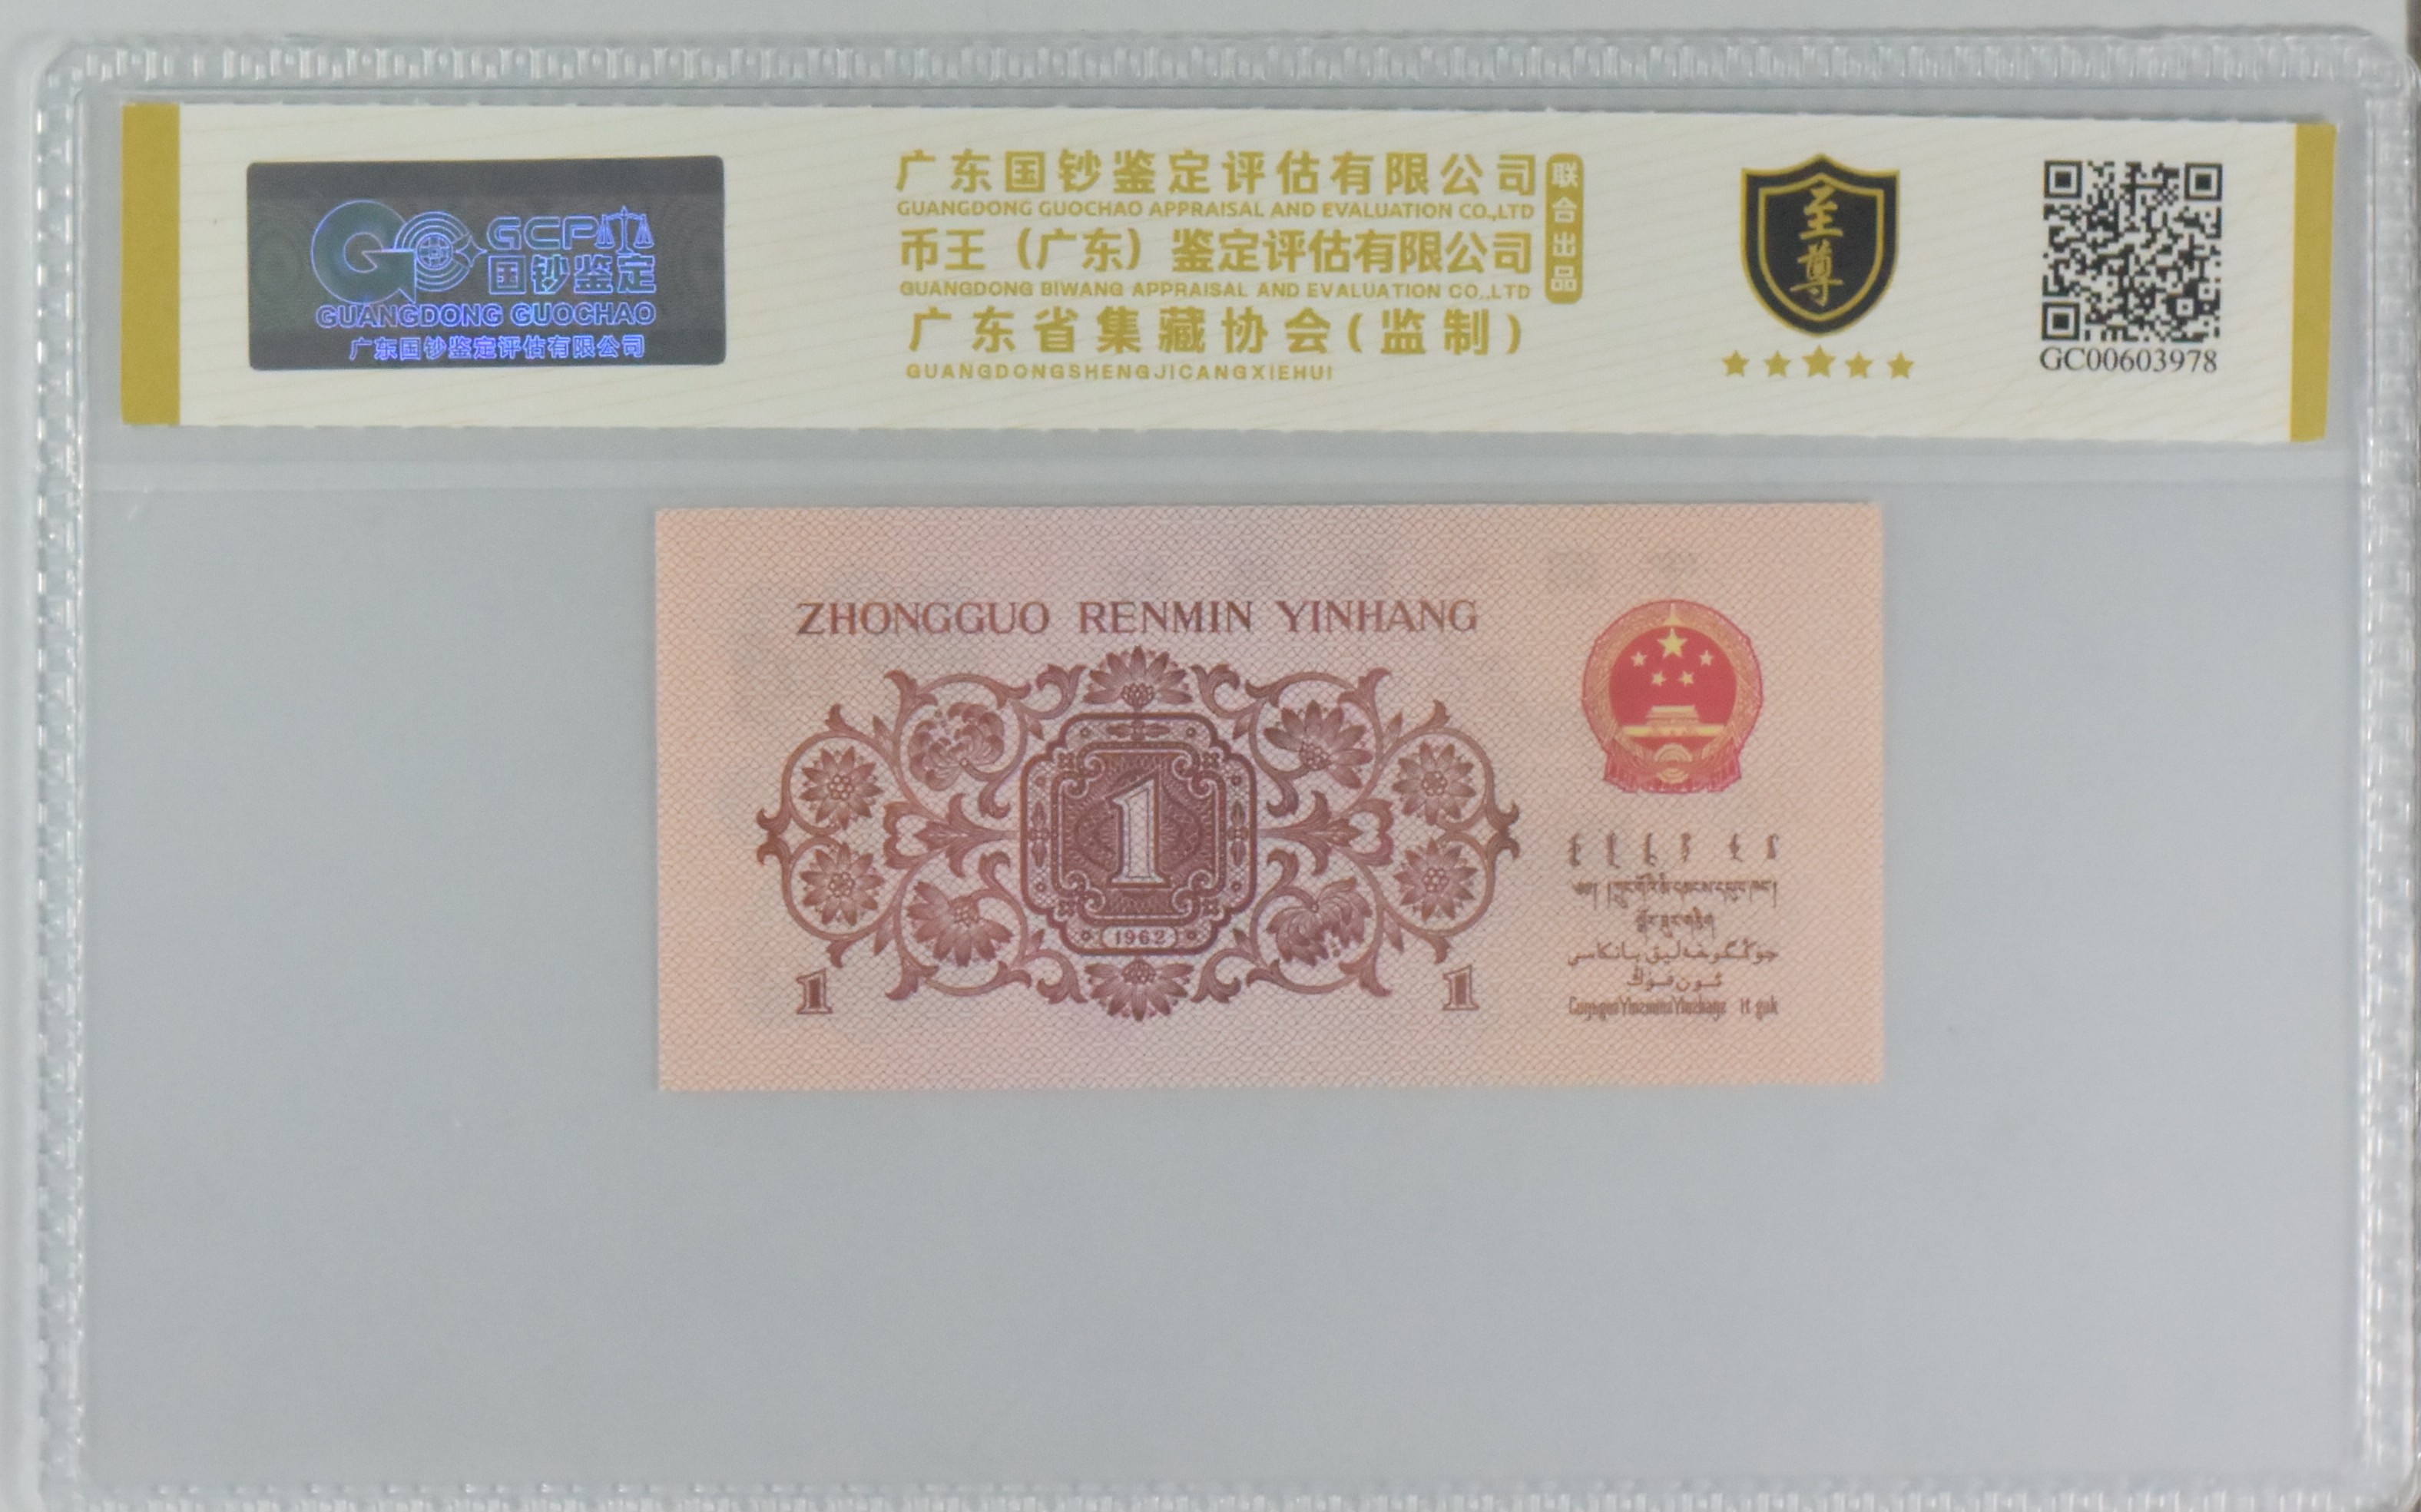 GCP
国钞鉴定
GUANGDONG GUOCHAO
广东国钞鉴定评估有限公司
广东国钞鉴定评估有限公司
GUANGDONG GUOCHAO APPRAISAL AND EVALUATION CO.,LTD
币王（广东）鉴定评估有限公司
GUANGDONG BIWANG APPRAISAL AND EVALUATION CO.,LTD
广东省集藏协会(监制)
GUANGDONGSHENGJICANGXIEHUI
联合出品
至尊
GC00603978
ZHONGGUO RENMIN YINHANG
1
1962
1
1
جوڭگوخەلىق بانكاسى
ئون فوڭ